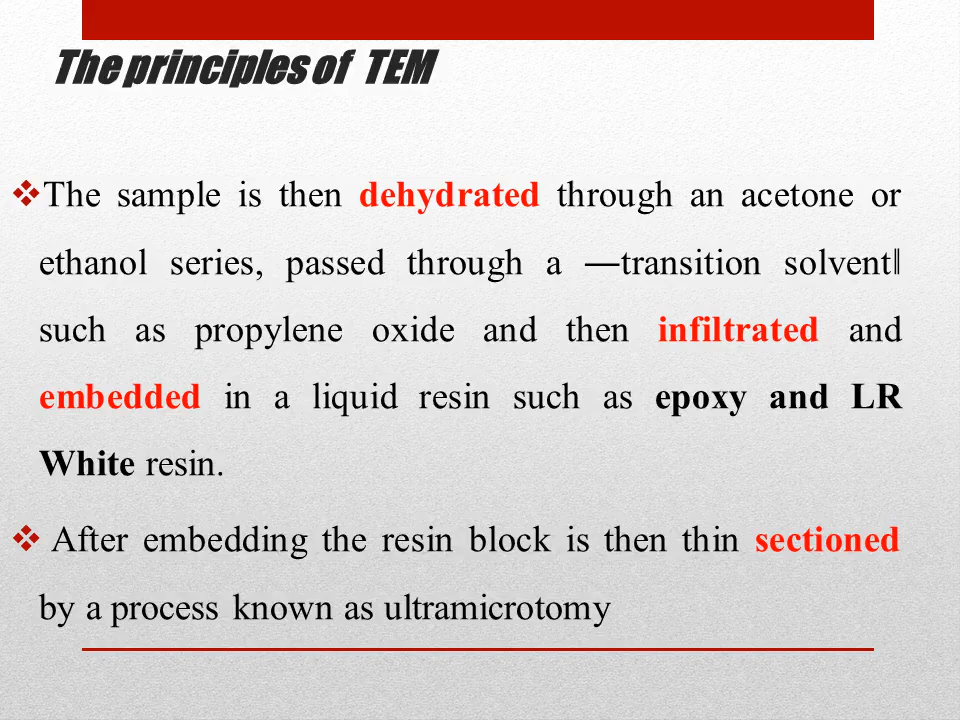 The principles of TEM
❖The sample is then dehydrated through an acetone or
ethanol series, passed through a ―transition solvent‖
such as propylene oxide and then infiltrated and
embedded in a liquid resin such as epoxy and LR
White resin.
❖ After embedding the resin block is then thin sectioned
by a process known as ultramicrotomy